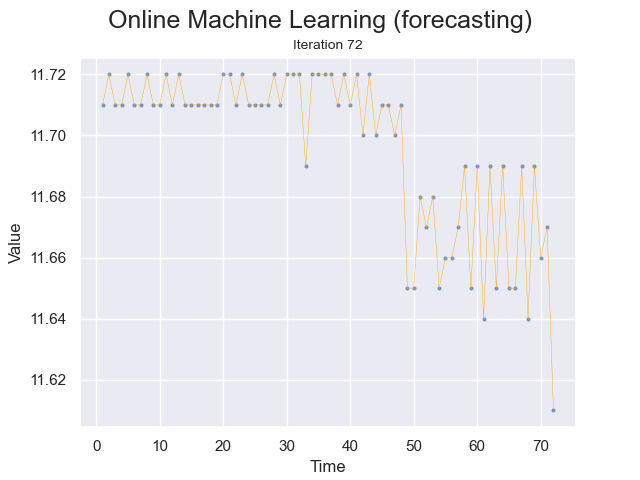 Online Machine Learning (forecasting)
Iteration 72
11.72
11.70
11.68
11.66
11.64
11.62
Value
0 10 20 30 40 50 60 70
Time